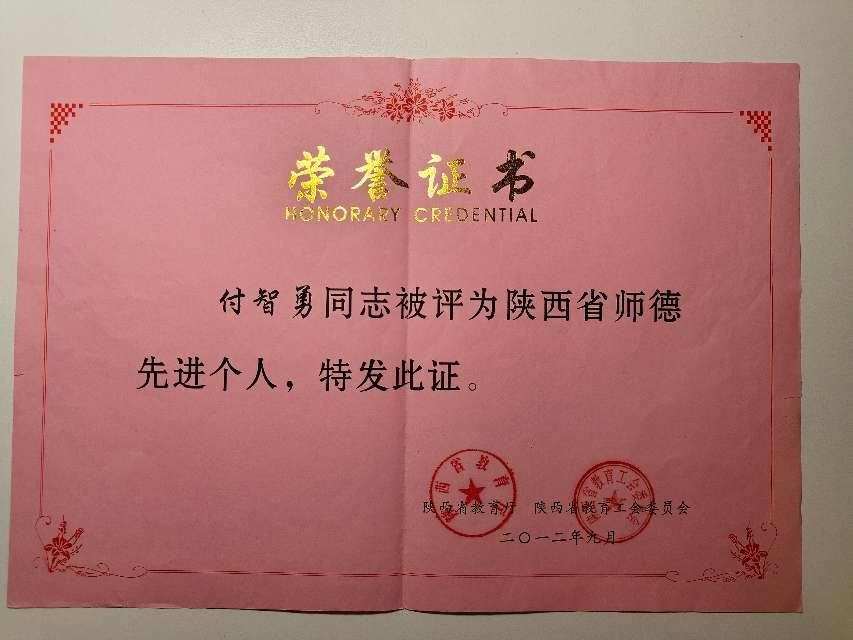 荣誉证书
HONORARY CREDENTIAL
付智勇同志被评为陕西省师德
先进个人，特发此证。
陕西省教育厅 陕西省教育工会委员会
二〇一二年九月